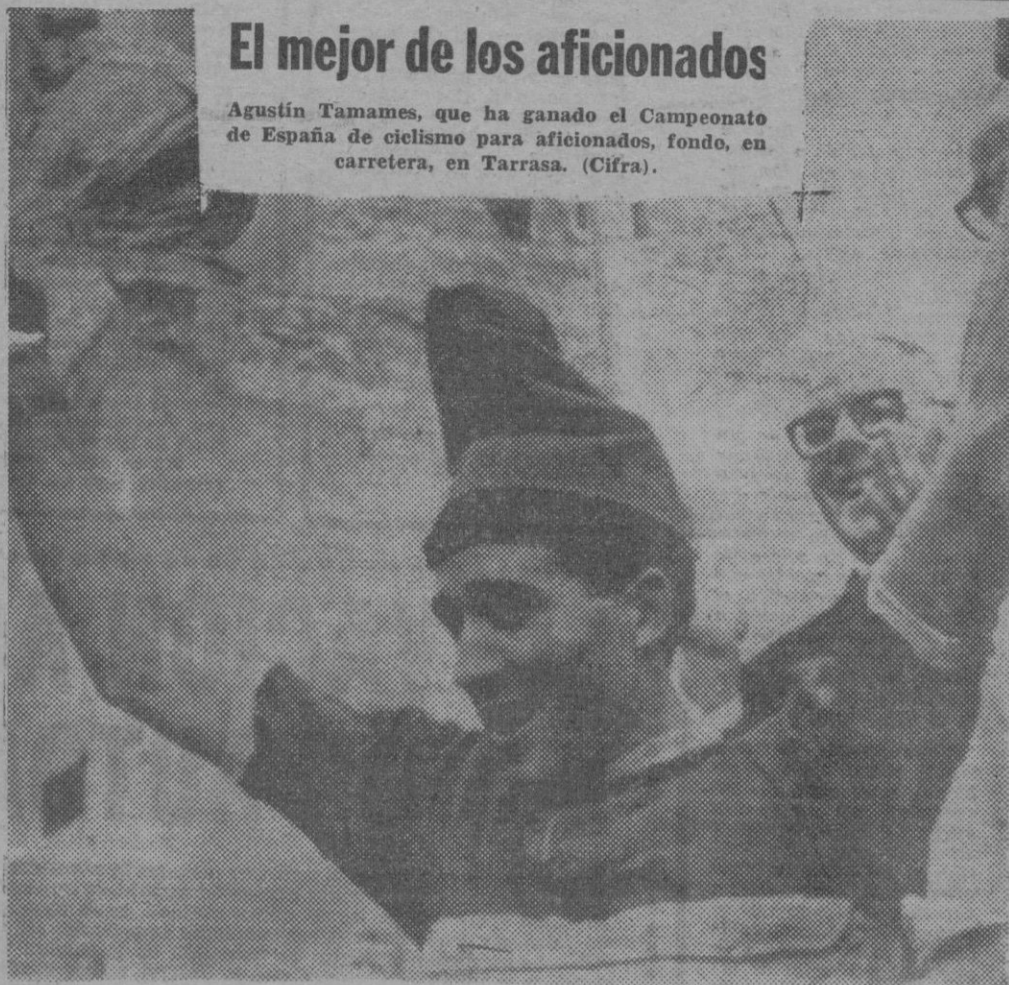 El mejor de los aficionados
Agustín Tamames, que ha ganado el Campeonato
de España de ciclismo para aficionados, fondo, en
carretera, en Tarrasa. (Cifra).